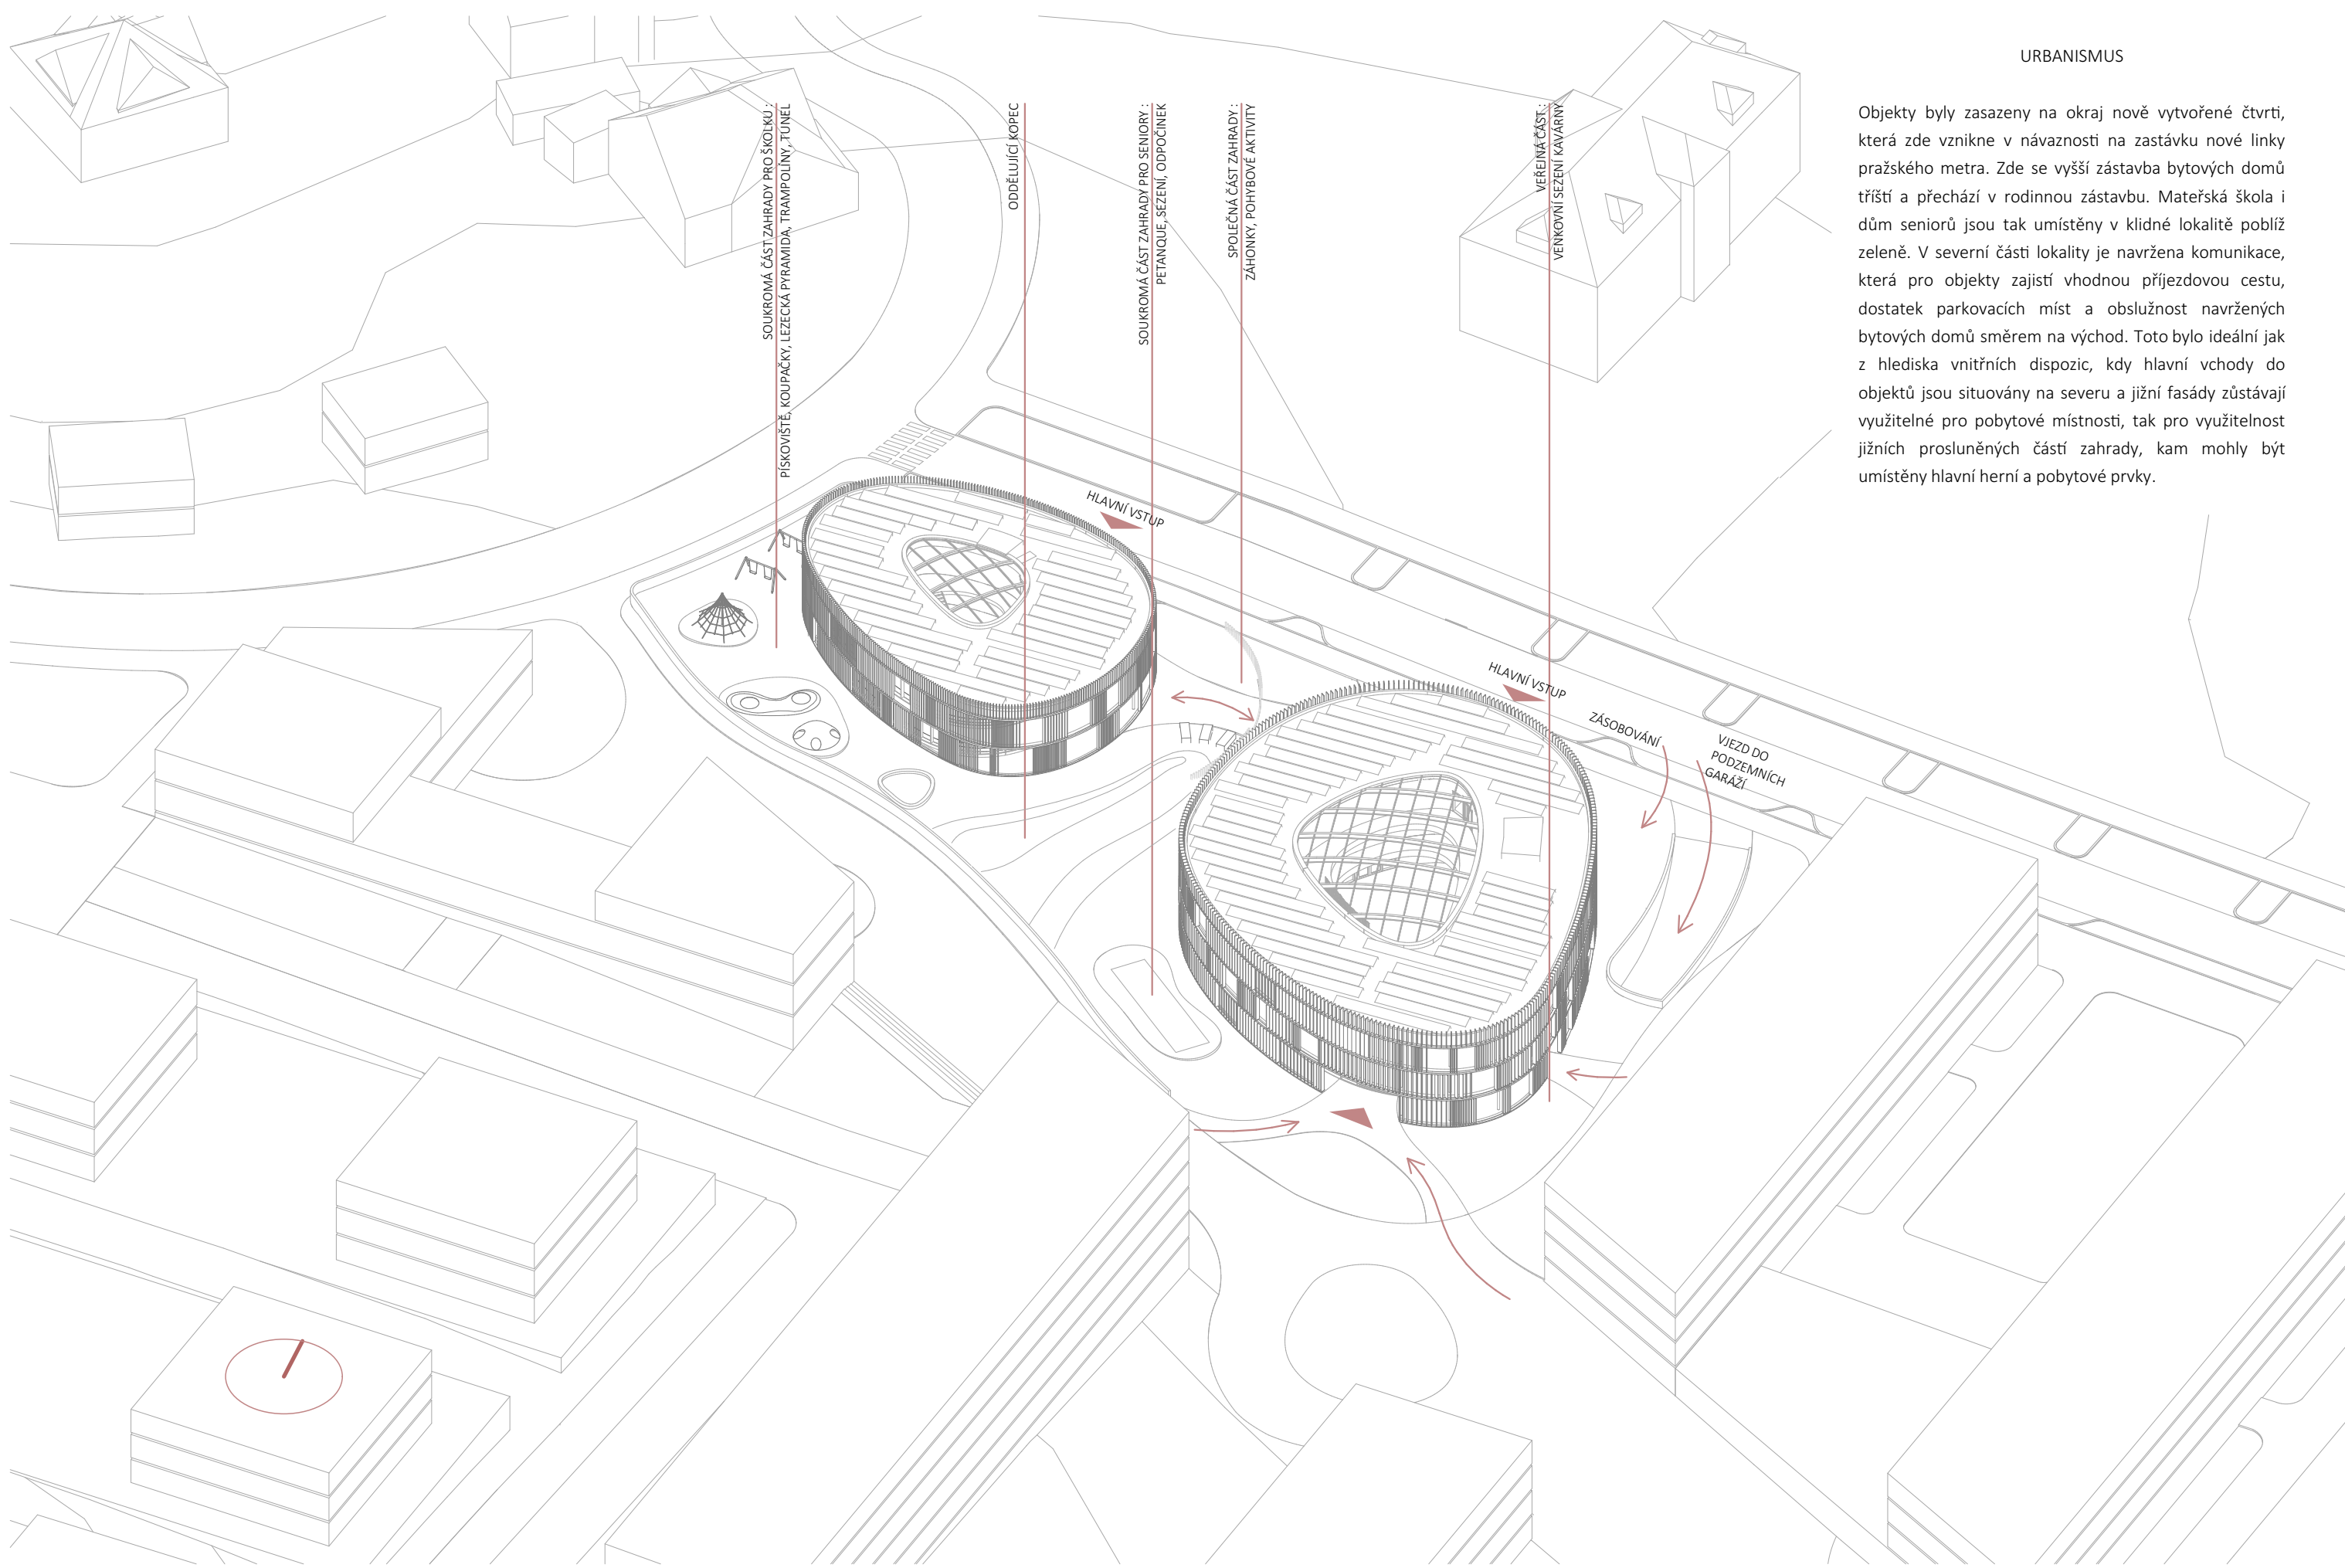 URBANISMUS
Objekty byly zasazeny na okraj nově vytvořené čtvrti,
která zde vznikne v návaznosti na zastávku nové linky
pražského metra. Zde se vyšší zástavba bytových domů
tříští a přechází v rodinnou zástavbu. Mateřská škola i
dům seniorů jsou tak umístěny v klidné lokalitě poblíž
zeleně. V severní části lokality je navržena komunikace,
která pro objekty zajistí vhodnou příjezdovou cestu,
dostatek parkovacích míst a obslužnost navržených
bytových domů směrem na východ. Toto bylo ideální jak
z hlediska vnitřních dispozic, kdy hlavní vchody do
objektů jsou situovány na severu a jižní fasády zůstávají
využitelné pro pobytové místnosti, tak pro využitelnost
jižních prosluněných částí zahrady, kam mohly být
umístěny hlavní herní a pobytové prvky.
SOUKROMÁ ČÁST ZAHRADY PRO ŠKOLKU :
PÍSKOVIŠTĚ, KOUPAČKY, LEZECKÁ PYRAMIDA, TRAMPOLÍNY, TUNEL
ODDĚLUJÍCÍ KOPEC
SOUKROMÁ ČÁST ZAHRADY PRO SENIORY :
PETANQUE, SEZENÍ, ODPOČINEK
SPOLEČNÁ ČÁST ZAHRADY :
ZÁHONKY, POHYBOVÉ AKTIVITY
VEŘEJNÁ ČÁST :
VENKOVNÍ SEZENÍ KAVÁRNY
HLAVNÍ VSTUP
HLAVNÍ VSTUP
ZÁSOBOVÁNÍ
VJEZD DO
PODZEMNÍCH
GARÁŽÍ